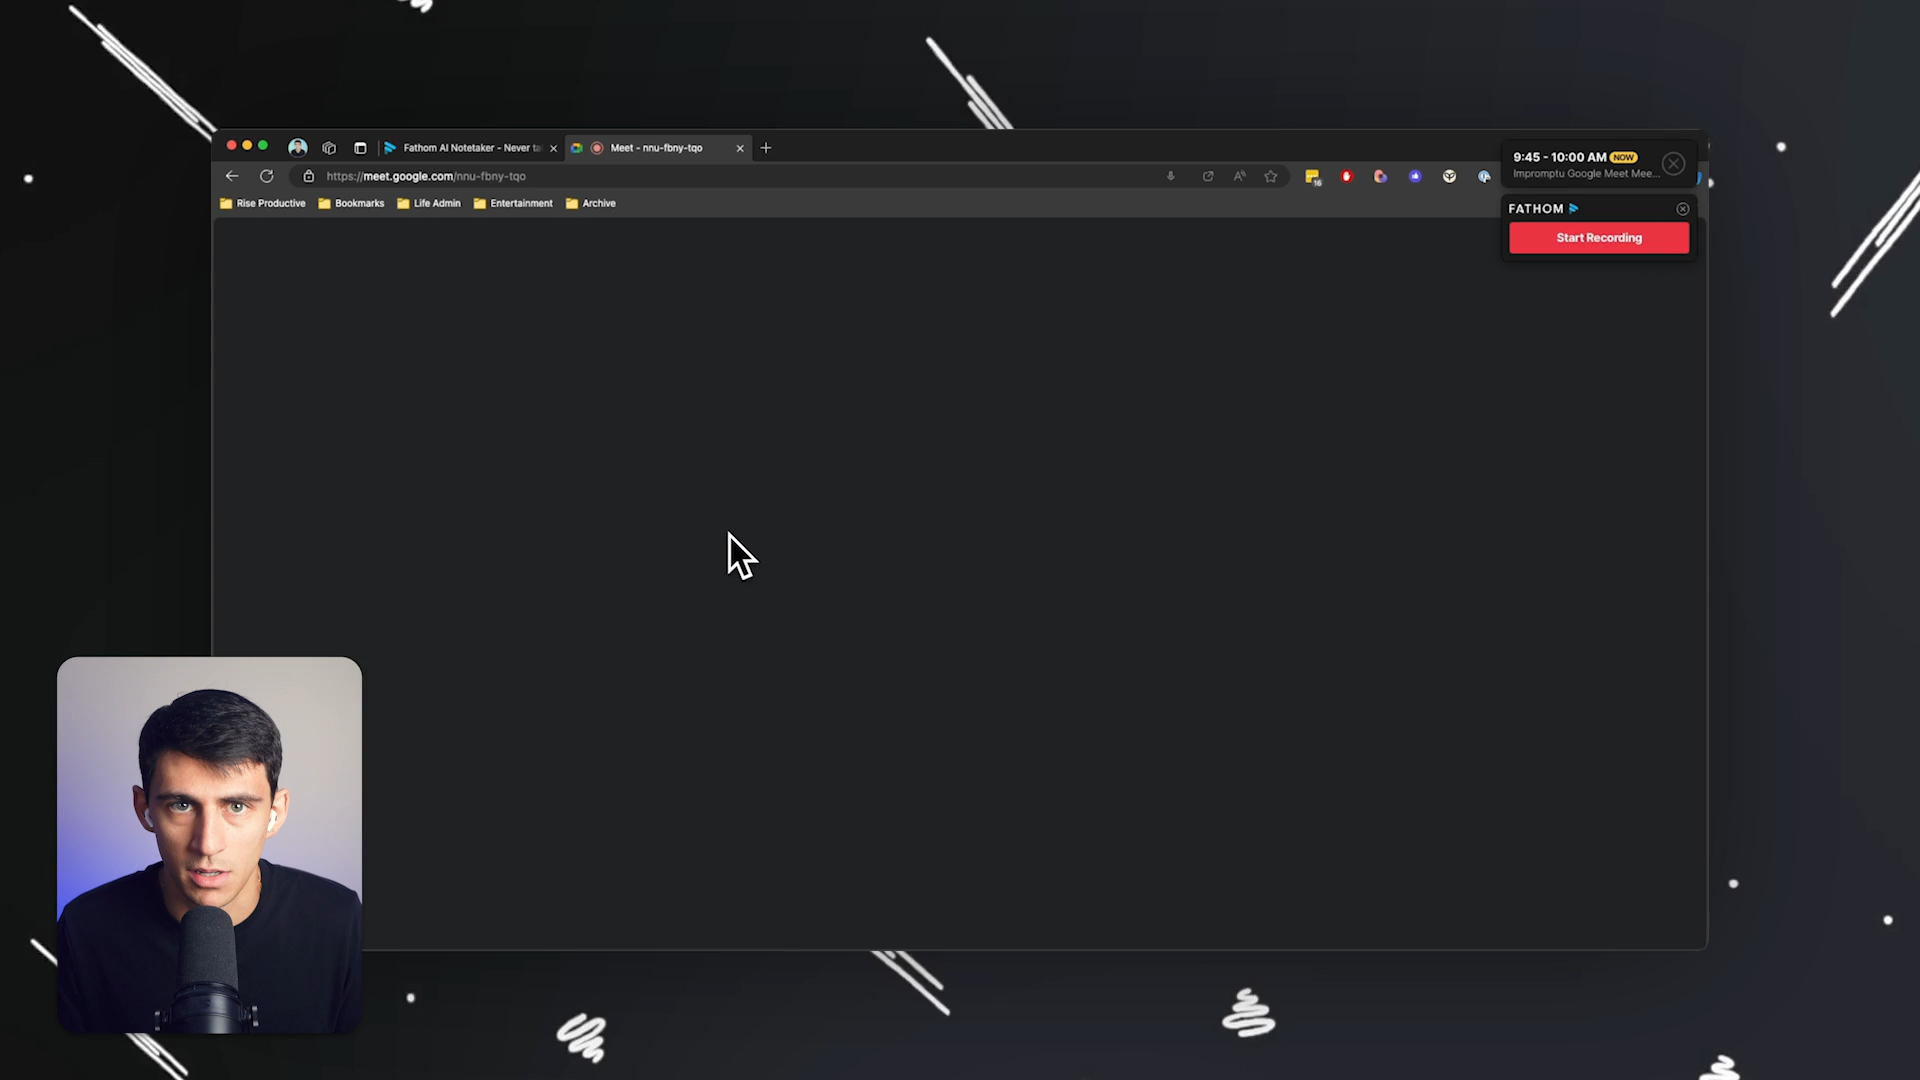 Fathom AI Notetaker - Never ta
Meet - nnu-fbny-tqo
9:45 - 10:00 AM NOW
Impromptu Google Meet Mee...
https://meet.google.com/nnu-fbny-tqo
16
Rise Productive
Bookmarks
Life Admin
Entertainment
Archive
FATHOM
Start Recording